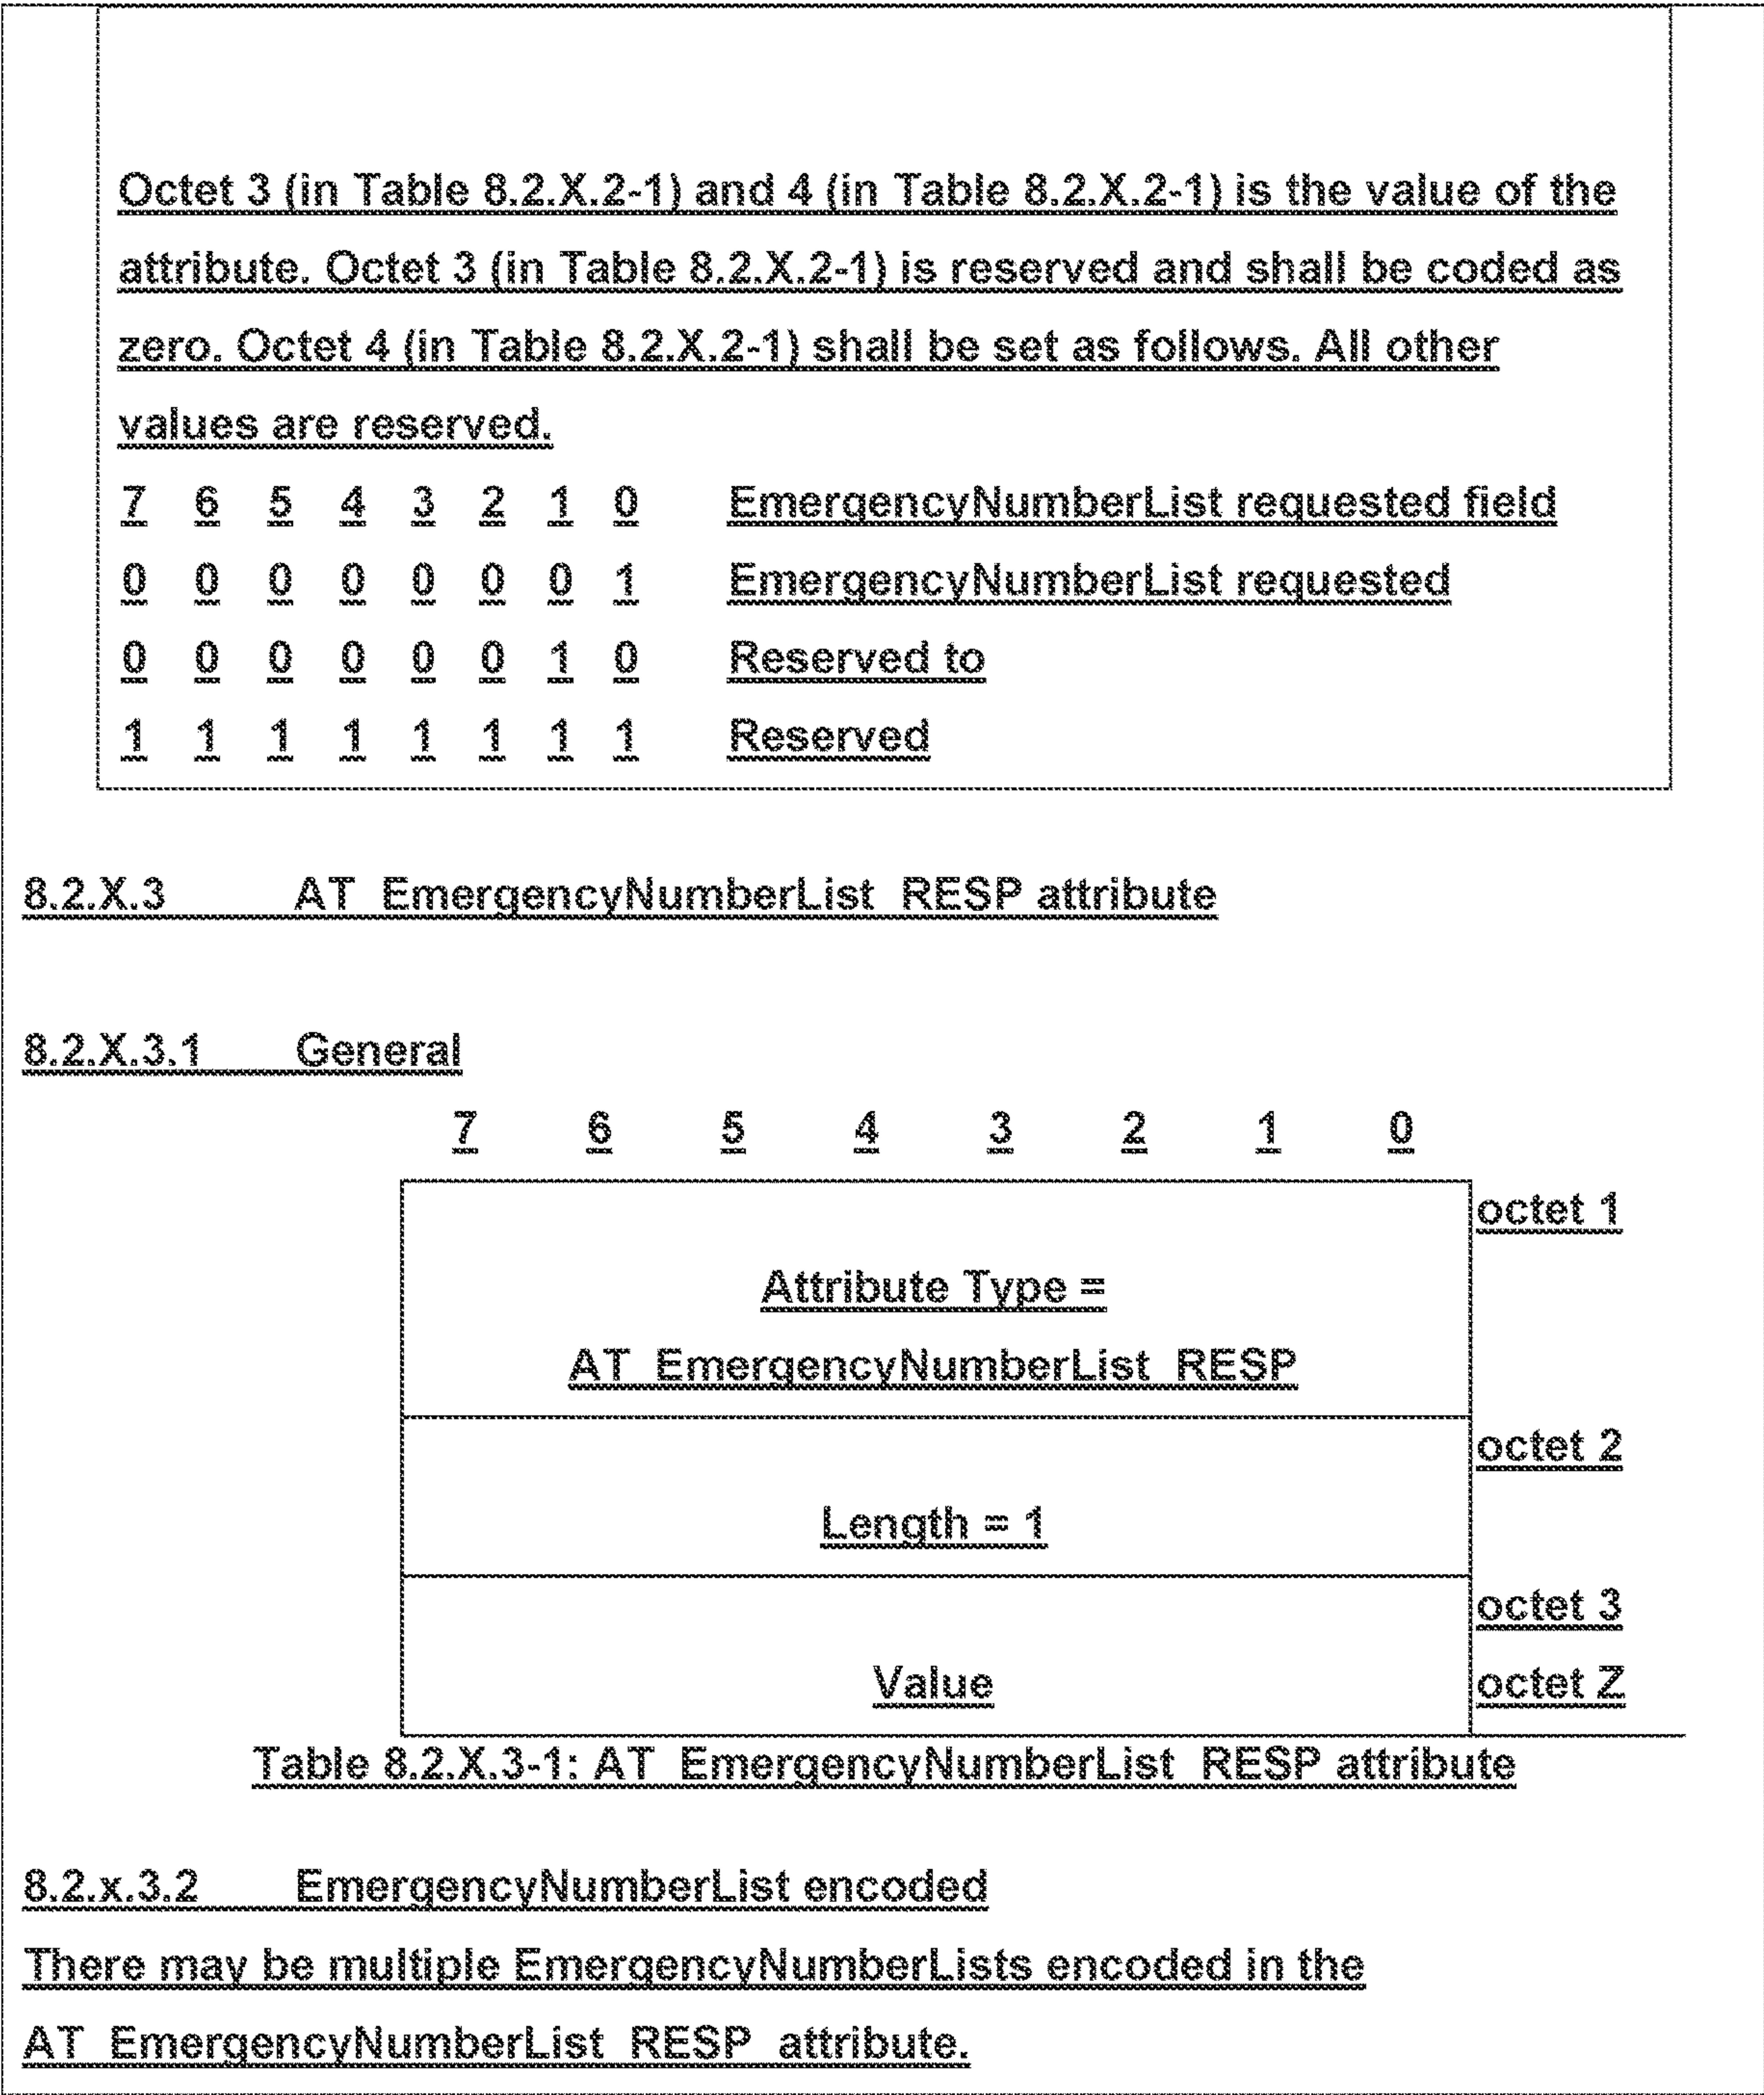 Octet 3 (in Table 8.2.X.2-1) and 4 (in Table 8.2.X.2-1) is the value of the
attribute. Octet 3 (in Table 8.2.X.2-1) is reserved and shall be coded as
zero. Octet 4 (in Table 8.2.X.2-1) shall be set as follows. All other
values are reserved.
7 6 5 4 3 2 1 0 EmergencyNumberList requested field
0 0 0 0 0 0 0 1 EmergencyNumberList requested
0 0 0 0 0 0 1 0 Reserved to
1 1 1 1 1 1 1 1 Reserved
8.2.X.3 AT_EmergencyNumberList_RESP attribute
8.2.X.3.1 General
7 6 5 4 3 2 1 0
octet 1
Attribute Type =
AT_EmergencyNumberList_RESP
octet 2
Length = 1
octet 3
Value octet Z
Table 8.2.X.3-1: AT_EmergencyNumberList_RESP attribute
8.2.x.3.2 EmergencyNumberList encoded
There may be multiple EmergencyNumberLists encoded in the
AT_EmergencyNumberList_RESP_attribute.